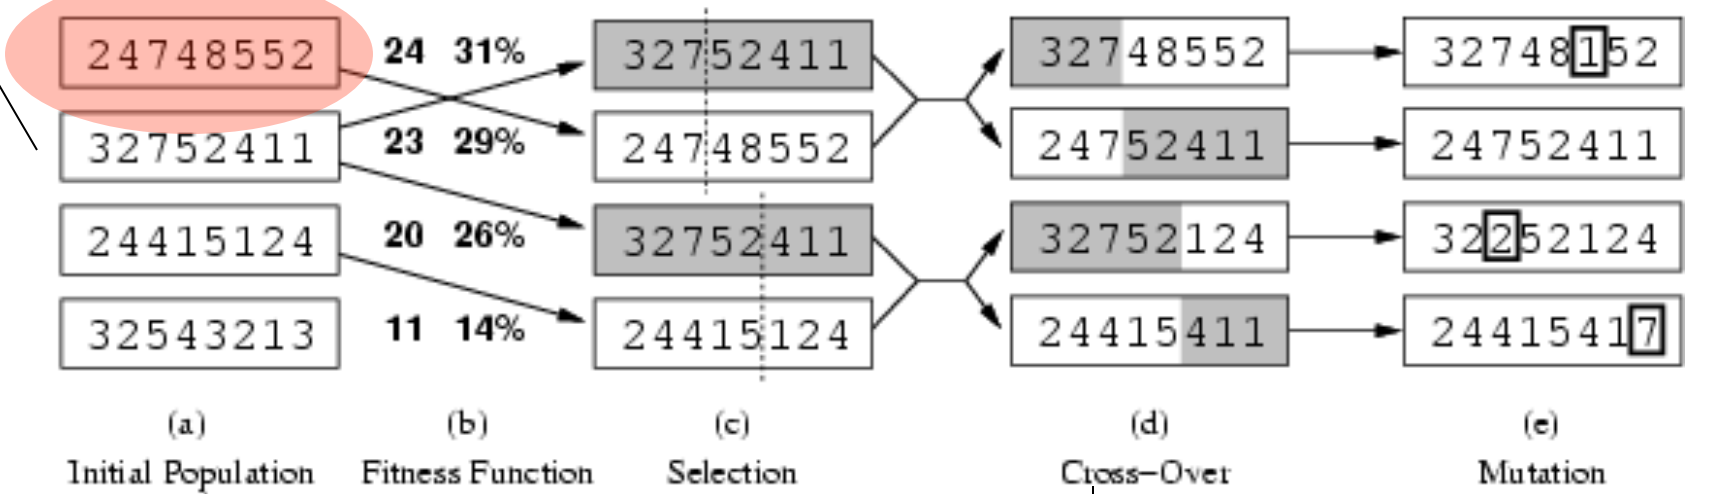 24748552 24 31% 32752411 32748552 32748152
32752411 23 29% 24748552 24752411 24752411
24415124 20 26% 32752411 32752124 32252124
32543213 11 14% 24415124 24415411 24415417
(a) (b) (c) (d) (e)
Initial Population Fitness Function Selection Cross–Over Mutation